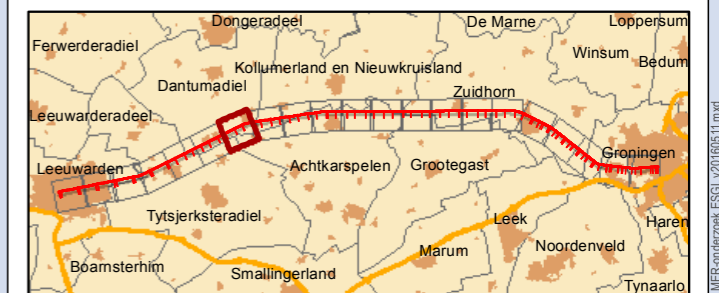 Dongeradeel
De Marne
Loppersum
Ferwerderadiel
Winsum
Bedum
Kollumerland en Nieuwkruisland
Dantumadiel
Zuidhorn
Leeuwarderadeel
Groningen
Leeuwarden
Achtkarspelen
Grootegast
Tytsjerksteradiel
Leek
Haren
Noordenveld
Marum
Boarnsterhim
Smallingerland
Tynaarlo
MER-onderzoek ESGL v20160511.mxd